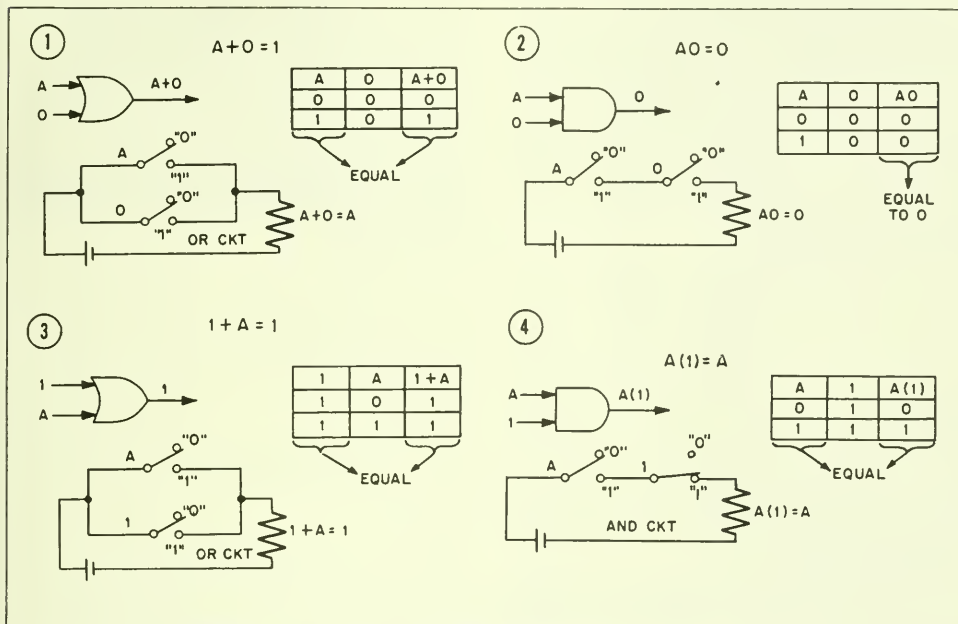 1
A+0 = 1
A
0
A+0
A 0 A+0
0 0 0
1 0 1
EQUAL
A "0"
"1"
0 "0"
"1"
OR CKT
A+0=A
2
A0=0
A
0
0
A 0 A0
0 0 0
1 0 0
EQUAL
TO 0
A "0" "1"
0 "0" "1"
A0=0
3
1+A = 1
1
A
1
1 A 1+A
1 0 1
1 1 1
EQUAL
A "0"
"1"
1 "0"
"1"
OR CKT
1+A=1
4
A(1)=A
A
1
A(1)
A 1 A(1)
0 1 0
1 1 1
EQUAL
A "0" "1"
1 "0" "1"
AND CKT
A(1)=A